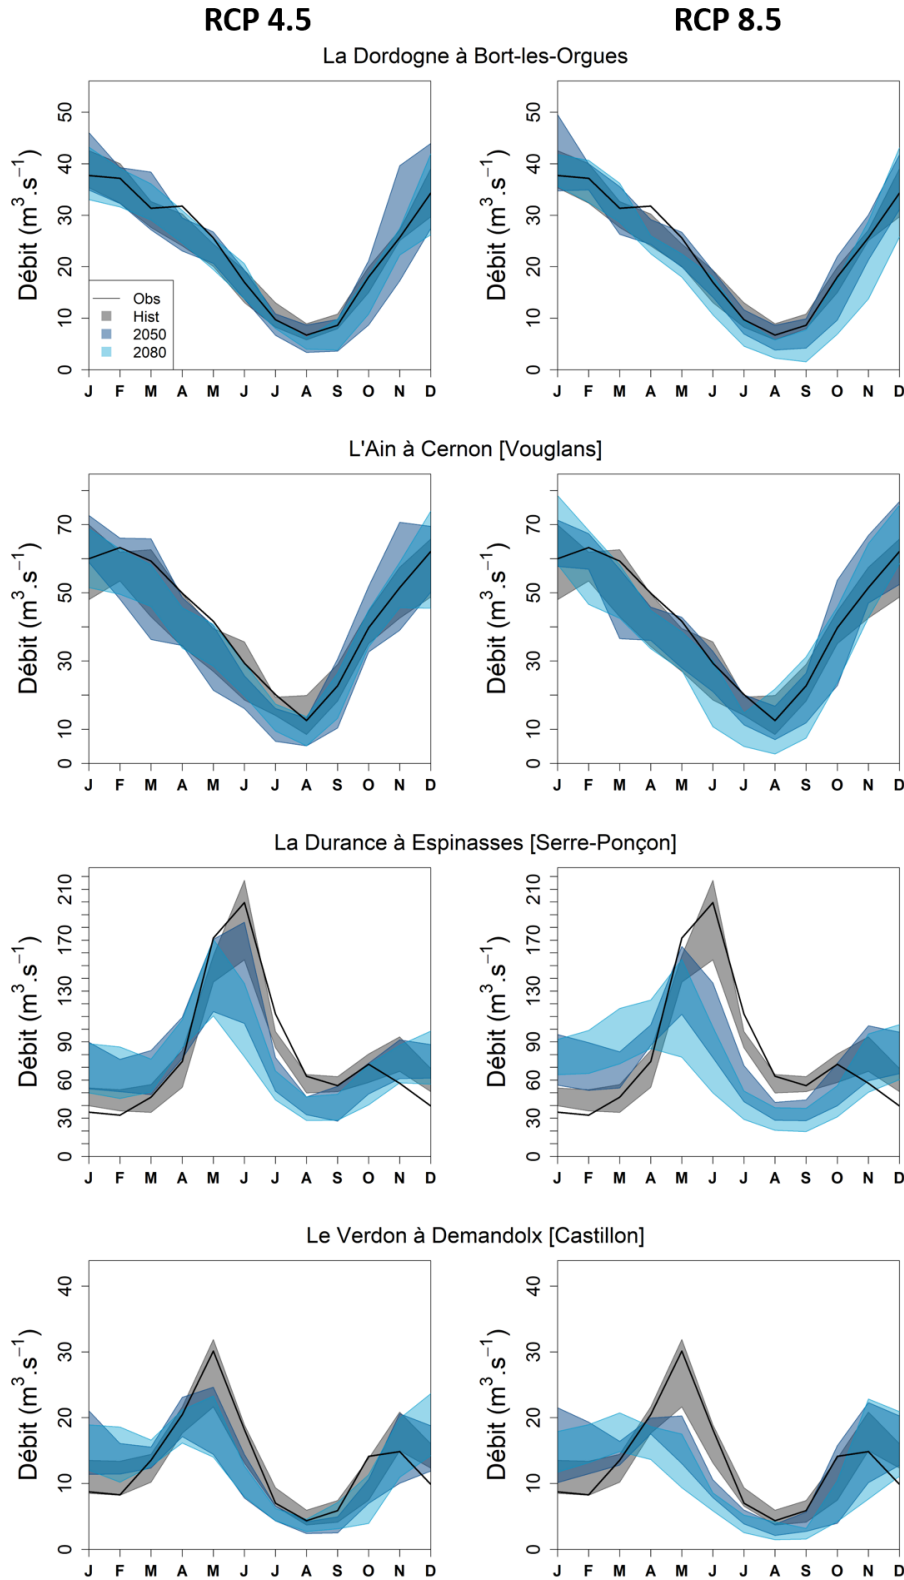 RCP 4.5 RCP 8.5
La Dordogne à Bort-les-Orgues
Débit (m³.s⁻¹) Débit (m³.s⁻¹)
50 50
40 40
30 30
20 20
10 10
0 0
Obs
Hist
2050
2080
J F M A M J J A S O N D J F M A M J J A S O N D
L'Ain à Cernon [Vouglans]
Débit (m³.s⁻¹) Débit (m³.s⁻¹)
70 70
50 50
30 30
10 10
0 0
J F M A M J J A S O N D J F M A M J J A S O N D
La Durance à Espinasses [Serre-Ponçon]
Débit (m³.s⁻¹) Débit (m³.s⁻¹)
210 210
170 170
130 130
90 90
60 60
30 30
0 0
J F M A M J J A S O N D J F M A M J J A S O N D
Le Verdon à Demandolx [Castillon]
Débit (m³.s⁻¹) Débit (m³.s⁻¹)
40 40
30 30
20 20
10 10
0 0
J F M A M J J A S O N D J F M A M J J A S O N D